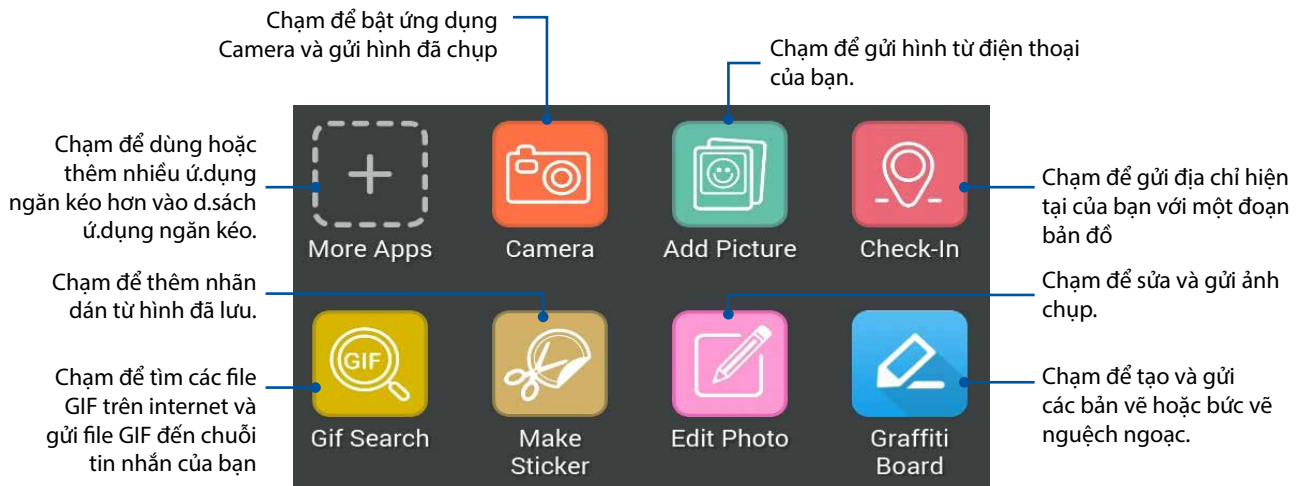 Chạm để bật ứng dụng
Camera và gửi hình đã chụp
Chạm để gửi hình từ điện thoại
của bạn.
Chạm để dùng hoặc
thêm nhiều ứ.dụng
ngăn kéo hơn vào d.sách
ứ.dụng ngăn kéo.
Chạm để gửi địa chỉ hiện
tại của bạn với một đoạn
bản đồ
More Apps
Camera
Add Picture
Check-In
Chạm để thêm nhãn
dán từ hình đã lưu.
Chạm để sửa và gửi ảnh
chụp.
Chạm để tìm các file
GIF trên internet và
gửi file GIF đến chuỗi
tin nhắn của bạn
GIF
Chạm để tạo và gửi
các bản vẽ hoặc bức vẽ
nguệch ngoạc.
Gif Search
Make
Sticker
Edit Photo
Graffiti
Board